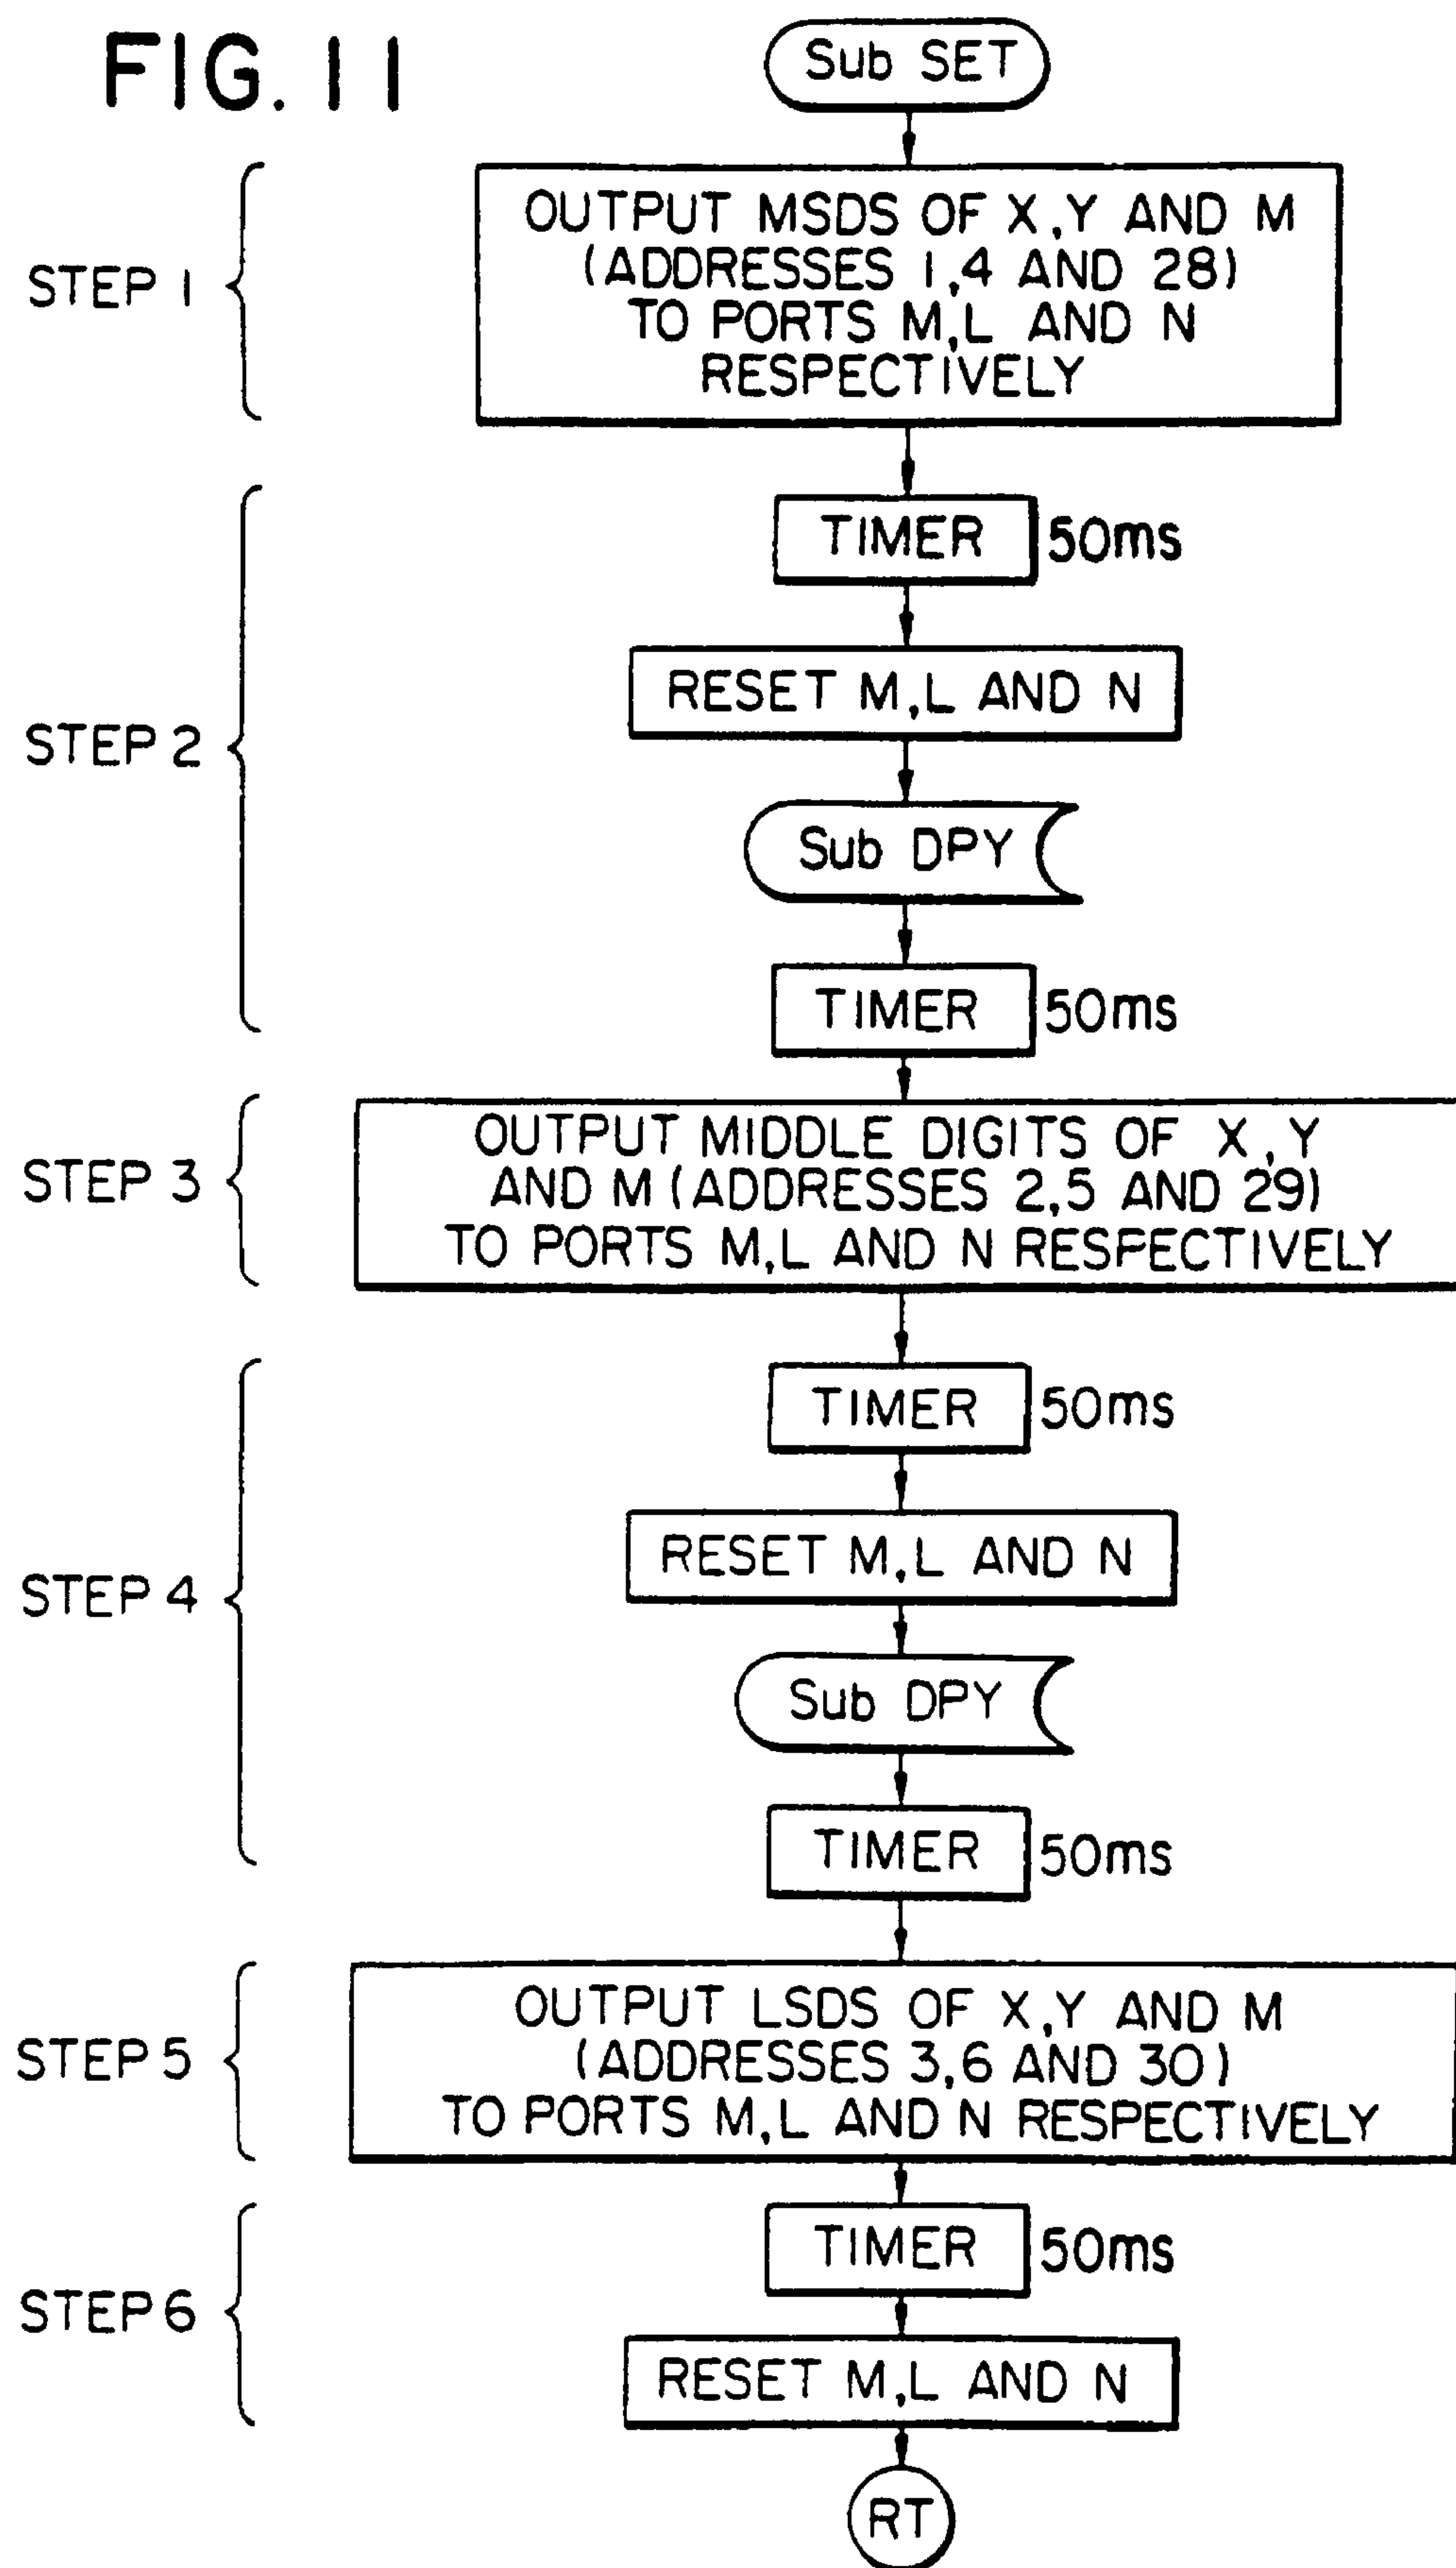 FIG. 11
Sub SET
STEP 1
OUTPUT MSDS OF X,Y AND M
(ADDRESSES 1,4 AND 28)
TO PORTS M,L AND N
RESPECTIVELY
STEP 2
TIMER 50ms
RESET M,L AND N
Sub DPY
TIMER 50ms
STEP 3
OUTPUT MIDDLE DIGITS OF X,Y
AND M (ADDRESSES 2,5 AND 29)
TO PORTS M,L AND N RESPECTIVELY
STEP 4
TIMER 50ms
RESET M,L AND N
Sub DPY
TIMER 50ms
STEP 5
OUTPUT LSDS OF X,Y AND M
(ADDRESSES 3,6 AND 30)
TO PORTS M,L AND N RESPECTIVELY
STEP 6
TIMER 50ms
RESET M,L AND N
RT